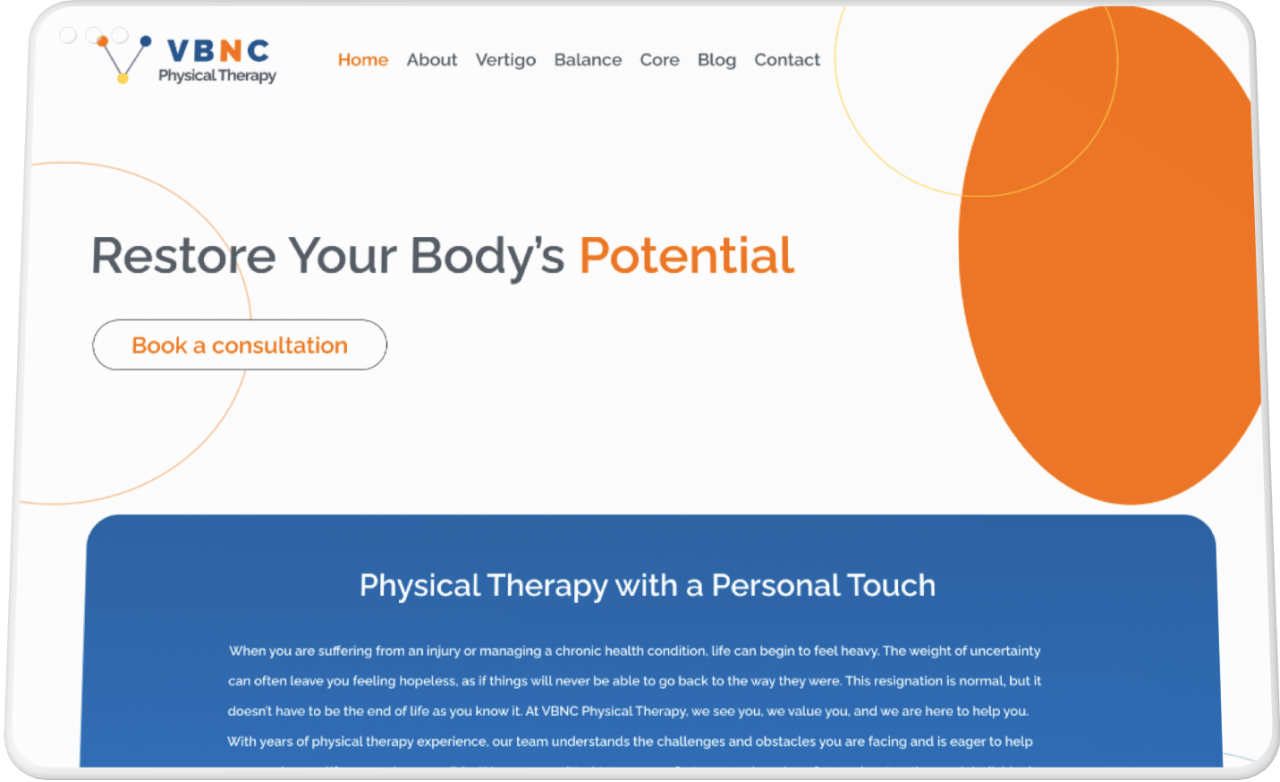 VBNC
Physical Therapy
Home About Vertigo Balance Core Blog Contact
Restore Your Body’s Potential
Book a consultation
Physical Therapy with a Personal Touch
When you are suffering from an injury or managing a chronic health condition, life can begin to feel heavy. The weight of uncertainty
can often leave you feeling hopeless, as if things will never be able to go back to the way they were. This resignation is normal, but it
doesn’t have to be the end of life as you know it. At VBNC Physical Therapy, we see you, we value you, and we are here to help you.
With years of physical therapy experience, our team understands the challenges and obstacles you are facing and is eager to help